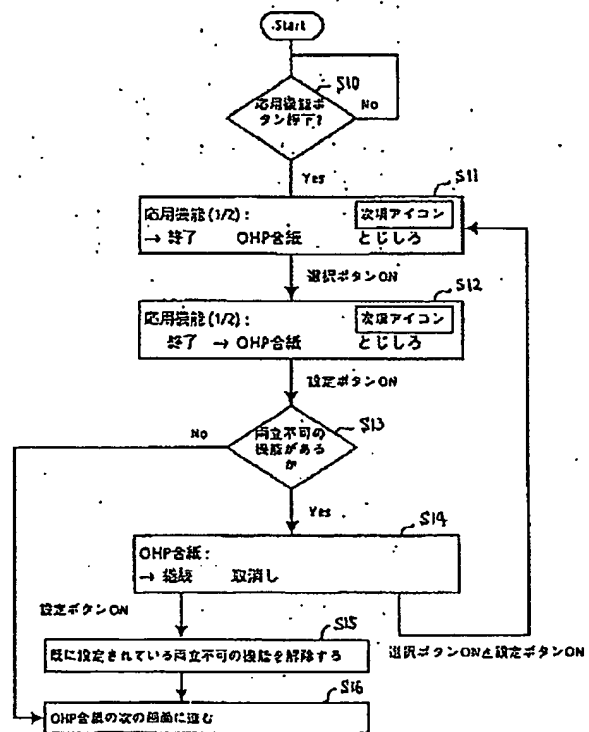 Start
S10
応用機能ボ
タン押下?
No
Yes
S11
応用機能(1/2):
次項アイコン
→ 終了 OHP合紙 とじしろ
選択ボタンON
S12
応用機能(1/2):
次項アイコン
終了 → OHP合紙 とじしろ
設定ボタンON
S13
両立不可の
機能がある
か
No
Yes
S14
OHP合紙:
→ 継続 取消し
設定ボタンON
選択ボタンONと設定ボタンON
S15
既に設定されている両立不可の機能を解除する
S16
OHP合紙の次の画面に進む